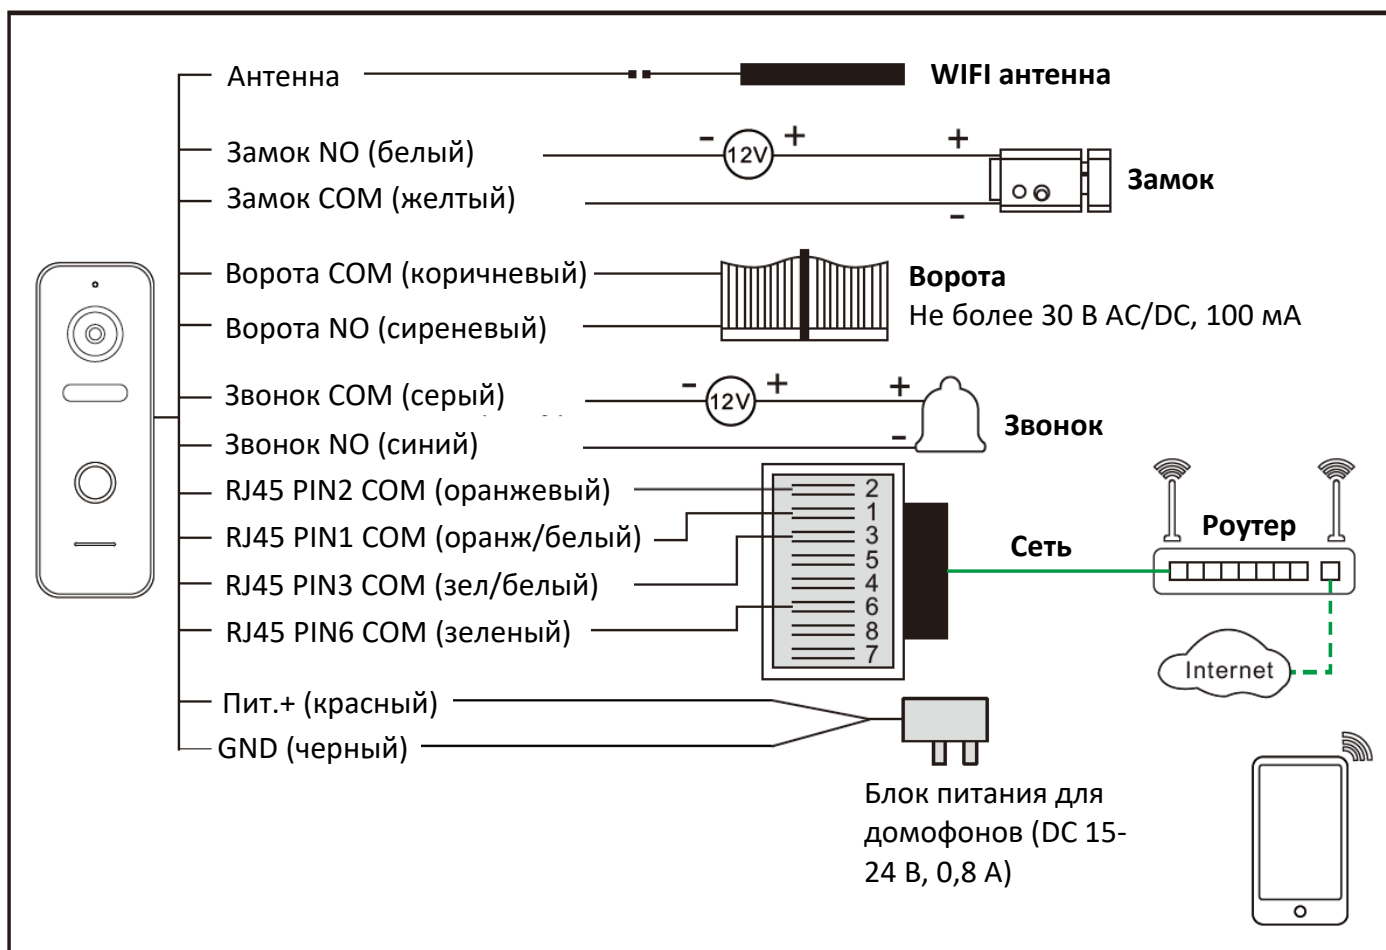 Антенна
WIFI антенна
Замок NO (белый)
- 12V +
+
Замок COM (желтый)
-
Замок
Ворота COM (коричневый)
Ворота NO (сиреневый)
Ворота
Не более 30 В AC/DC, 100 мА
Звонок COM (серый)
- 12V +
+
Звонок NO (синий)
-
Звонок
RJ45 PIN2 COM (оранжевый)
RJ45 PIN1 COM (оранж/белый)
RJ45 PIN3 COM (зел/белый)
RJ45 PIN6 COM (зеленый)
2
1
3
5
4
6
8
7
Сеть
Роутер
Internet
Пит.+ (красный)
GND (черный)
Блок питания для
домофонов (DC 15-
24 В, 0,8 А)